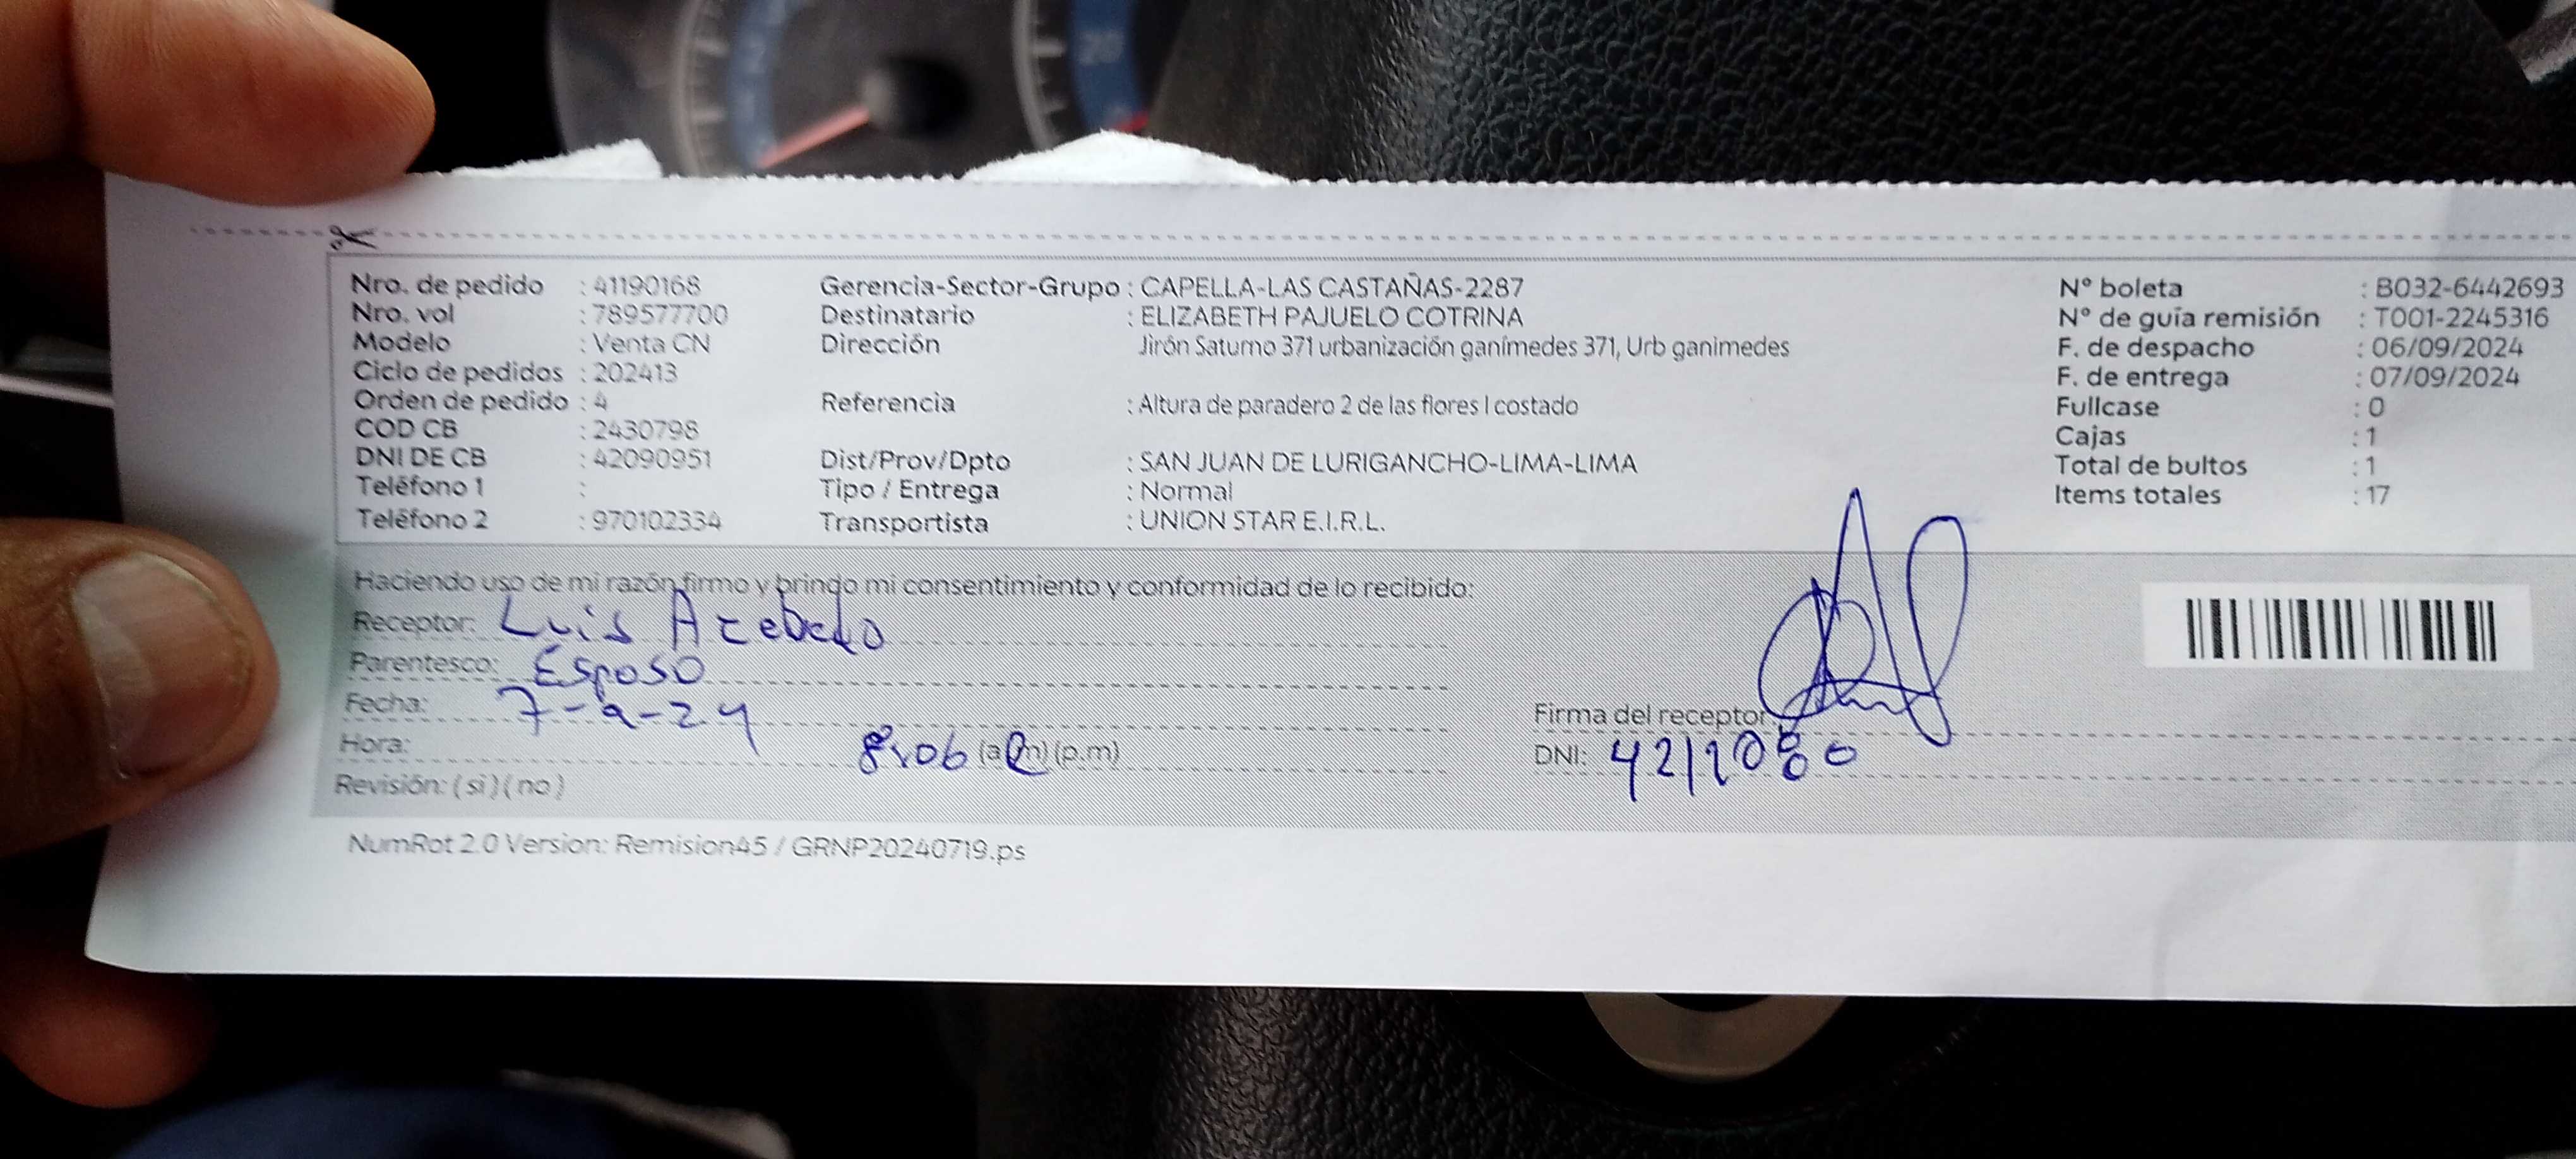 Nro. de pedido : 41190168 Gerencia-Sector-Grupo : CAPELLA-LAS CASTAÑAS-2287 Nº boleta : B032-6442693
Nro. vol : 789577700 Destinatario : ELIZABETH PAJUELO COTRINA Nº de guía remisión : T001-2245316
Modelo : Venta CN Dirección Jirón Saturno 371 urbanización ganímedes 371, Urb ganimedes F. de despacho : 06/09/2024
Ciclo de pedidos : 202413 F. de entrega : 07/09/2024
Orden de pedido : 4 Referencia : Altura de paradero 2 de las flores l costado Fullcase : 0
COD CB : 2430798 Cajas : 1
DNI DE CB : 42090951 Dist/Prov/Dpto : SAN JUAN DE LURIGANCHO-LIMA-LIMA Total de bultos : 1
Teléfono 1 : Tipo / Entrega : Normal Items totales : 17
Teléfono 2 : 970102334 Transportista : UNION STAR E.I.R.L.
Haciendo uso de mi razón firmo y brindo mi consentimiento y conformidad de lo recibido:
Receptor: Luis Acebedo
Parentesco: Esposo
Fecha: 7-9-24 Firma del receptor:
Hora: 8:06 (a.m) (p.m) DNI:
Revisión: ( si ) ( no )
NumRot 2.0 Version: Remision45 / GRNP20240719.ps